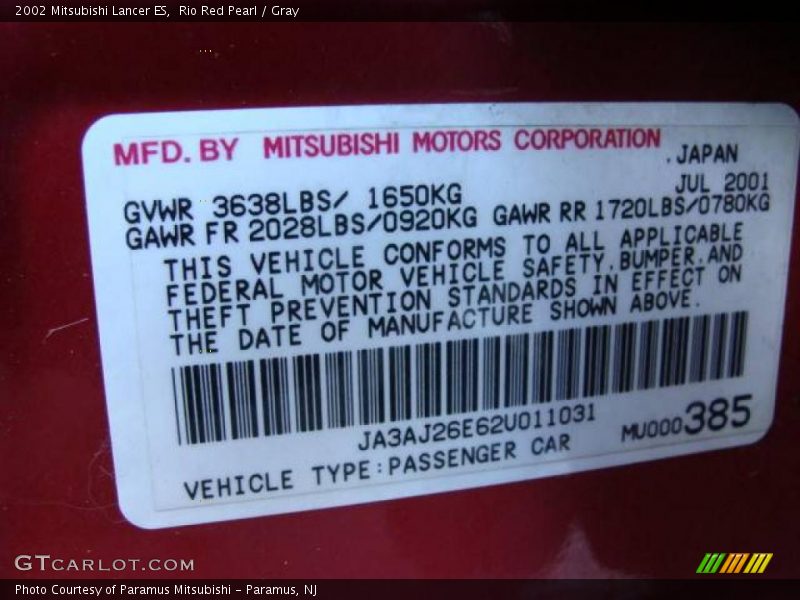 2002 Mitsubishi Lancer ES,  Rio Red Pearl / Gray
MFD. BY MITSUBISHI MOTORS CORPORATION
.JAPAN
GVWR 3638LBS/ 1650KG JUL 2001
GAWR FR 2028LBS/0920KG GAWR RR 1720LBS/0780KG
THIS VEHICLE CONFORMS TO ALL APPLICABLE
FEDERAL MOTOR VEHICLE SAFETY,BUMPER,AND
THEFT PREVENTION STANDARDS IN EFFECT ON
THE DATE OF MANUFACTURE SHOWN ABOVE.
JA3AJ26E62U011031
MU000385
VEHICLE TYPE:PASSENGER CAR
GTCARLOT.COM
Photo Courtesy of Paramus Mitsubishi - Paramus, NJ